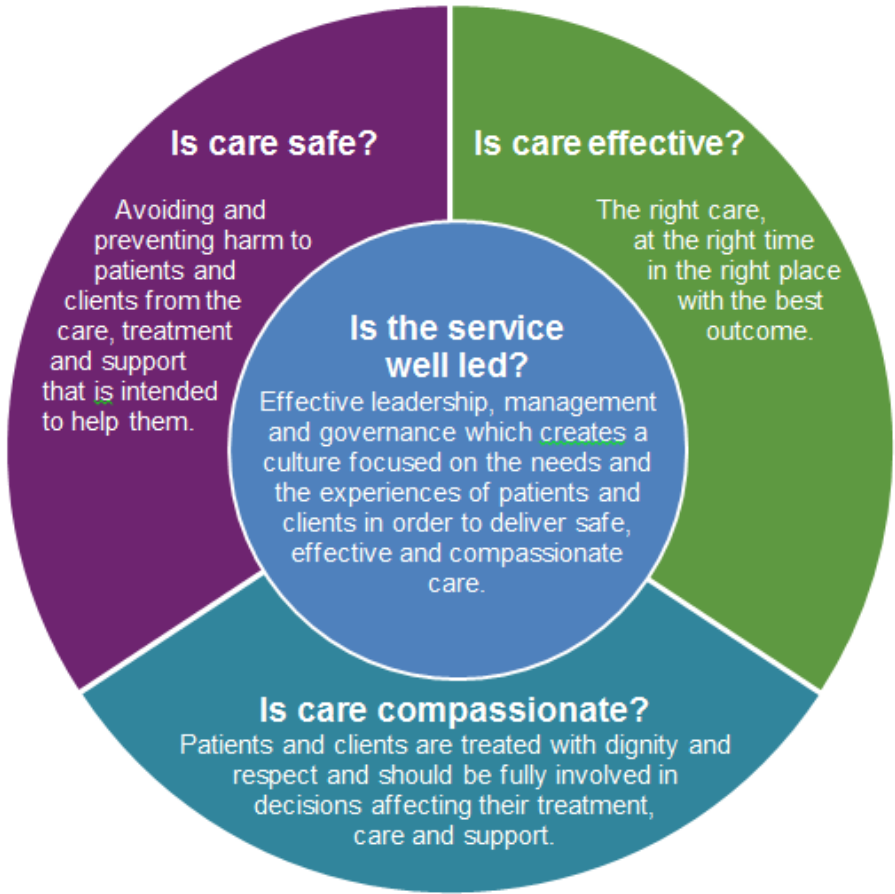 Is care safe?
Avoiding and
preventing harm to
patients and
clients from the
care, treatment
and support
that is intended
to help them.
Is care effective?
The right care,
at the right time
in the right place
with the best
outcome.
Is the service
well led?
Effective leadership, management
and governance which creates a
culture focused on the needs and
the experiences of patients and
clients in order to deliver safe,
effective and compassionate
care.
Is care compassionate?
Patients and clients are treated with dignity and
respect and should be fully involved in
decisions affecting their treatment,
care and support.